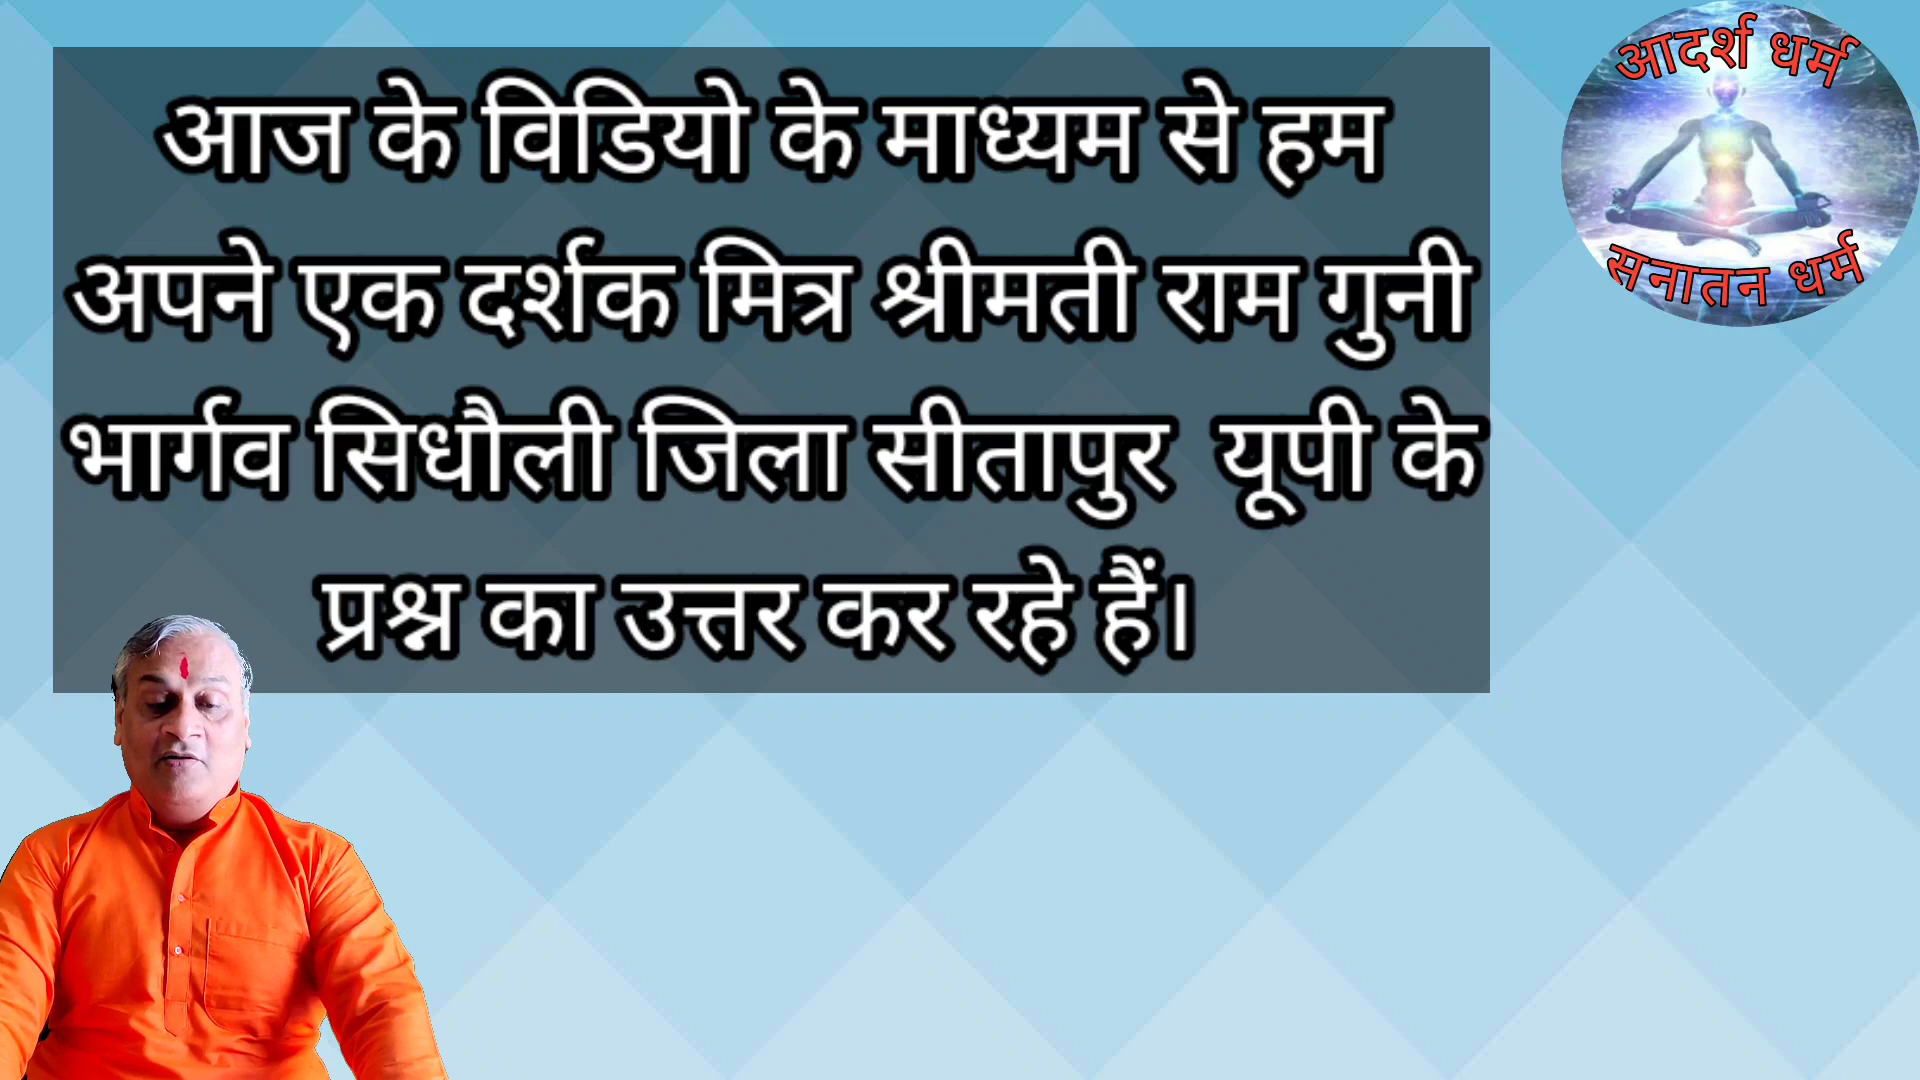 आज के विडियो के माध्यम से हम
अपने एक दर्शक मित्र श्रीमती राम गुनी
भार्गव सिधौली जिला सीतापुर यूपी के
प्रश्न का उत्तर कर रहे हैं।
आदर्श धर्म
सनातन धर्म